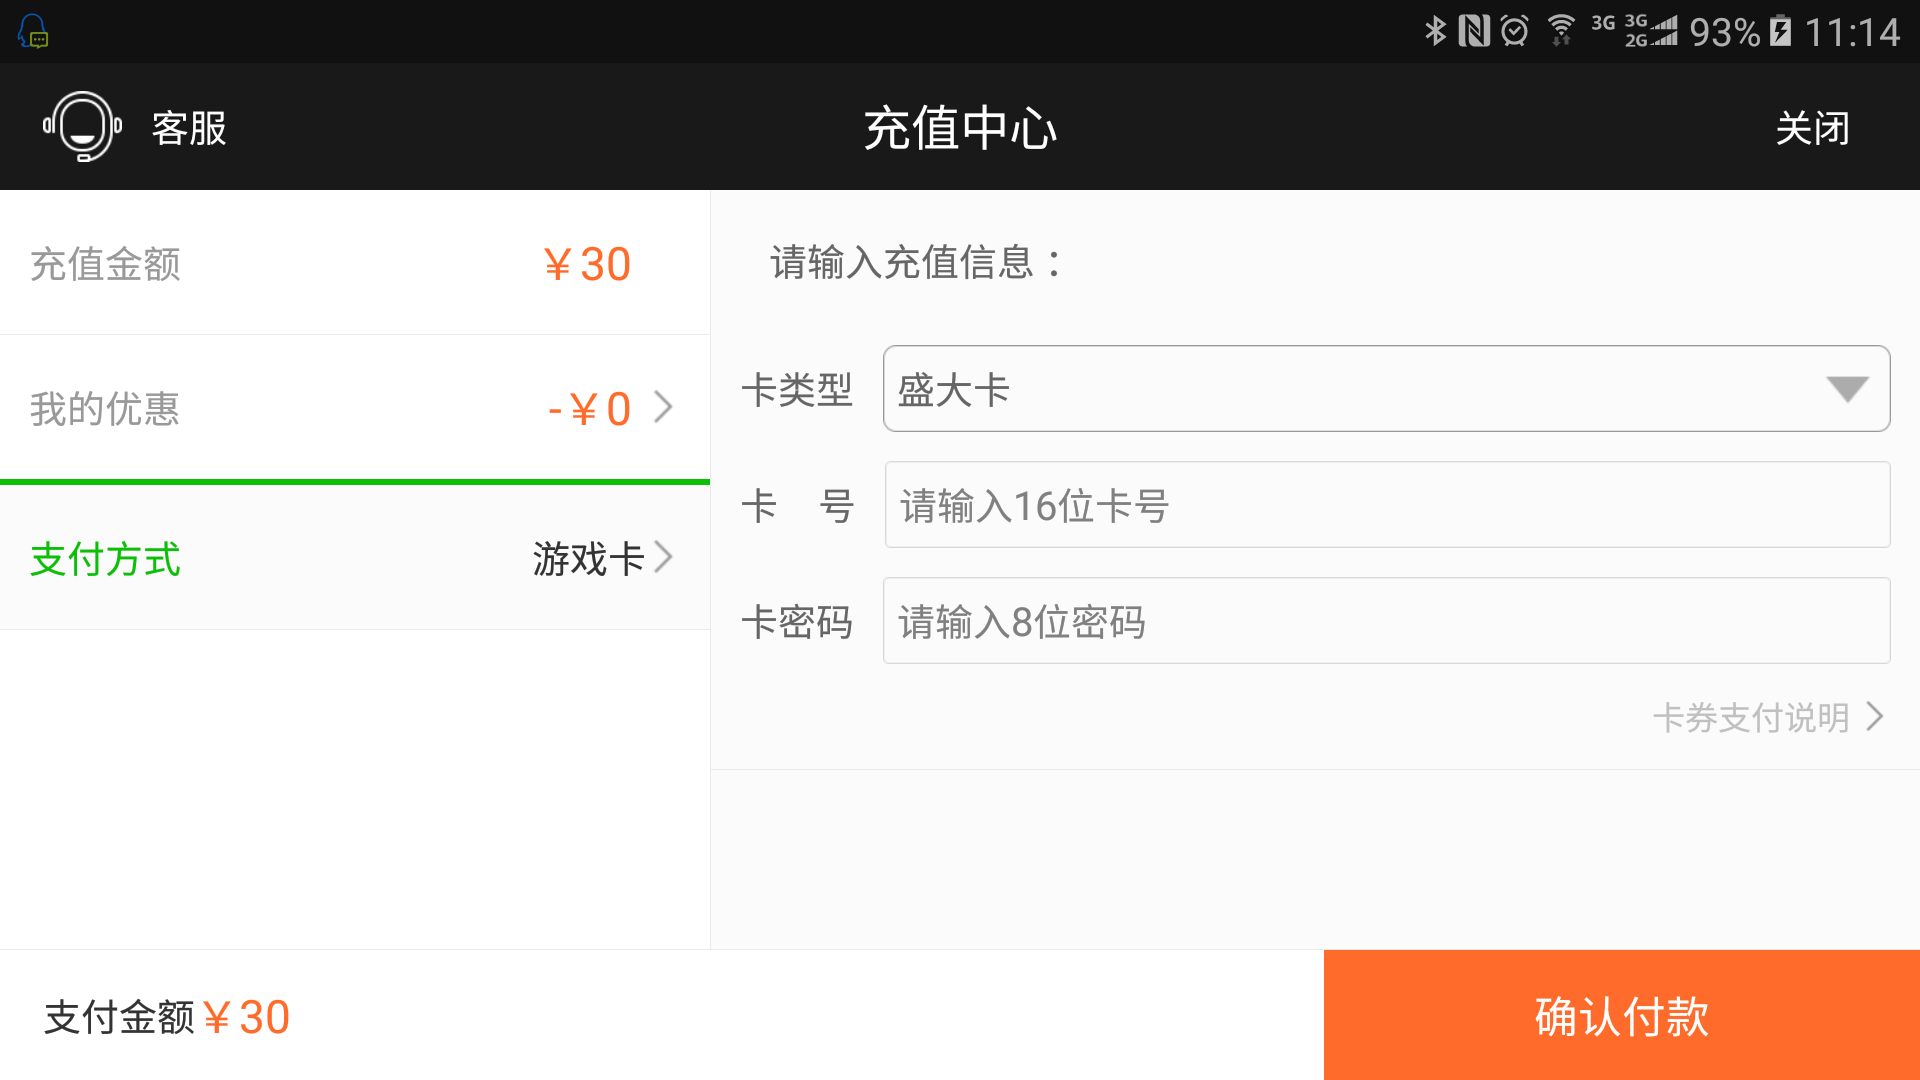 3G 3G 2G 93% 11:14
客服 充值中心 关闭
充值金额 ￥30
我的优惠 -￥0
支付方式 游戏卡
请输入充值信息：
卡类型 盛大卡
卡 号 请输入16位卡号
卡密码 请输入8位密码
卡券支付说明
支付金额￥30
确认付款